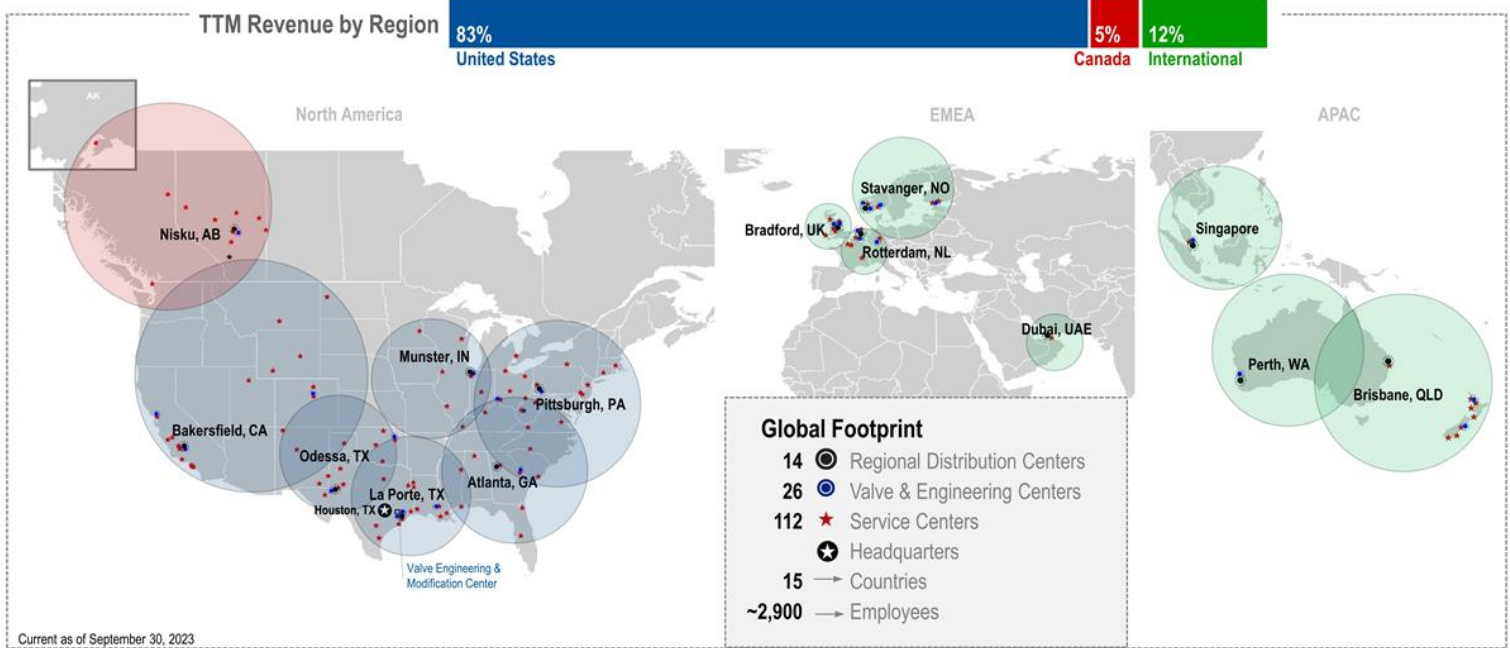 TTM Revenue by Region
83%
United States
5%
Canada
12%
International
AK
North America
EMEA
APAC
Nisku, AB
Bakersfield, CA
Munster, IN
Pittsburgh, PA
Odessa, TX
La Porte, TX
Houston, TX
Atlanta, GA
Valve Engineering &
Modification Center
Stavanger, NO
Bradford, UK
Rotterdam, NL
Dubai, UAE
Singapore
Perth, WA
Brisbane, QLD
Global Footprint
14 Regional Distribution Centers
26 Valve & Engineering Centers
112 Service Centers
Headquarters
15 Countries
~2,900 Employees
Current as of September 30, 2023